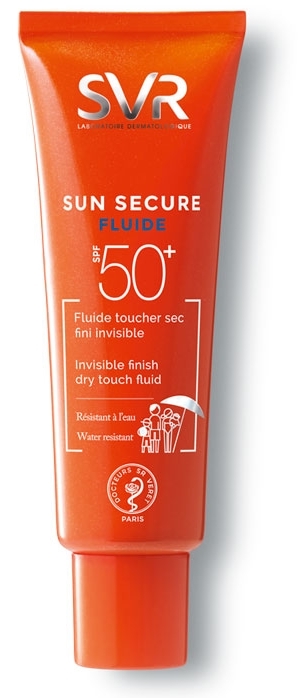 SVR
LABORATOIRE DERMATOLOGIQUE
SUN SECURE
FLUIDE
SPF 50+
Fluide toucher sec
fini invisible
Invisible finish
dry touch fluid
Résistant à l'eau
Water resistant
DOCTEURS SR VERET
PARIS